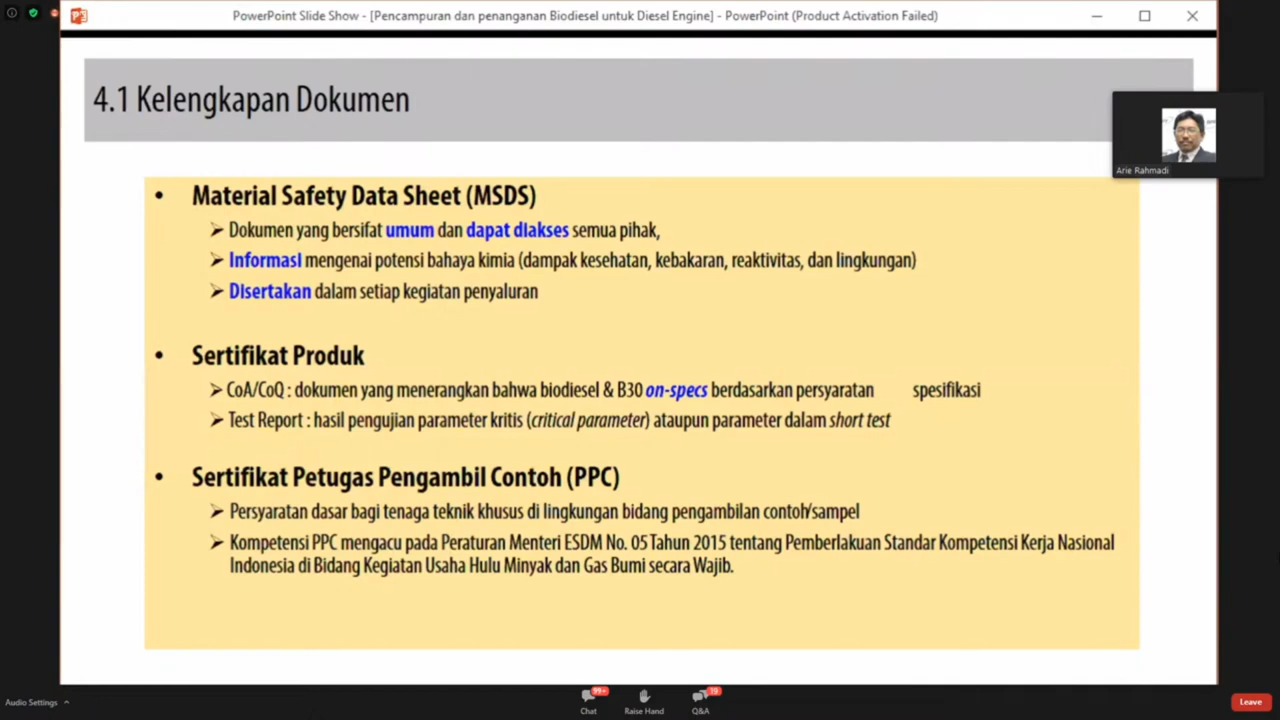 PowerPoint Slide Show - [Pencampuran dan penanganan Biodiesel untuk Diesel Engine] - PowerPoint (Product Activation Failed)
4.1 Kelengkapan Dokumen
Arie Rahmadi
• Material Safety Data Sheet (MSDS)
➢ Dokumen yang bersifat umum dan dapat diakses semua pihak,
➢ Informasi mengenai potensi bahaya kimia (dampak kesehatan, kebakaran, reaktivitas, dan lingkungan)
➢ Disertakan dalam setiap kegiatan penyaluran
• Sertifikat Produk
➢ CoA/CoQ : dokumen yang menerangkan bahwa biodiesel & B30 on-specs berdasarkan persyaratan spesifikasi
➢ Test Report : hasil pengujian parameter kritis (critical parameter) ataupun parameter dalam short test
• Sertifikat Petugas Pengambil Contoh (PPC)
➢ Persyaratan dasar bagi tenaga teknik khusus di lingkungan bidang pengambilan contoh/sampel
➢ Kompetensi PPC mengacu pada Peraturan Menteri ESDM No. 05 Tahun 2015 tentang Pemberlakuan Standar Kompetensi Kerja Nasional
Indonesia di Bidang Kegiatan Usaha Hulu Minyak dan Gas Bumi secara Wajib.
Audio Settings
99+
Chat
Raise Hand
19
Q&A
Leave